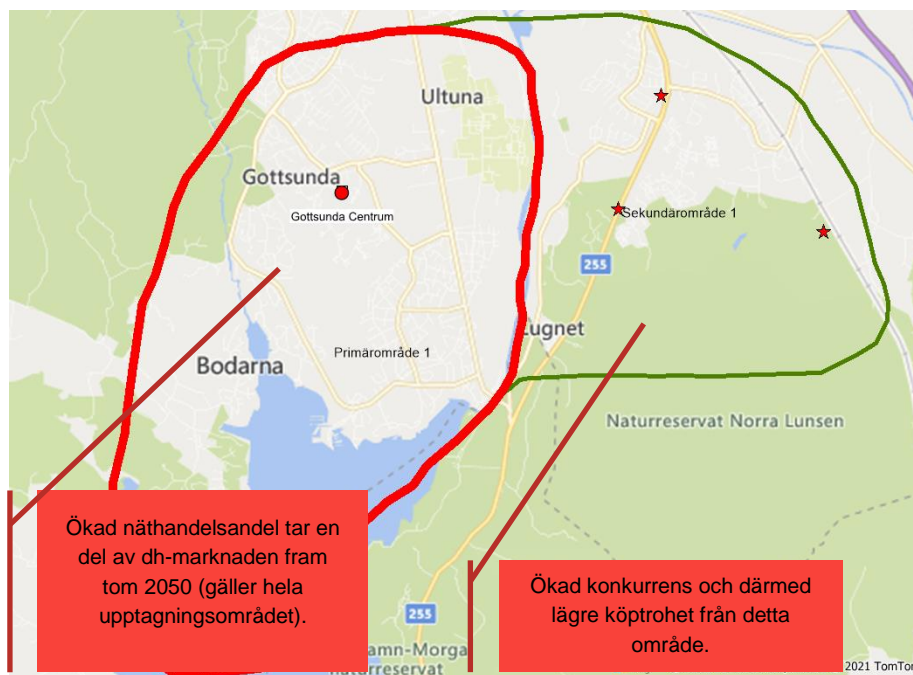 Ultuna
Gottsunda
Gottsunda Centrum
Sekundärområde 1
255
Lugnet
Primärområde 1
Bodarna
Naturreservat Norra Lunsen
Ökad näthandelsandel tar en
del av dh-marknaden fram
tom 2050 (gäller hela
upptagningsområdet).
Ökad konkurrens och därmed
lägre köptrohet från detta
område.
255
2021 TomTom